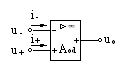 i-
u- - ▷∞
i+
u+ + Aod uo